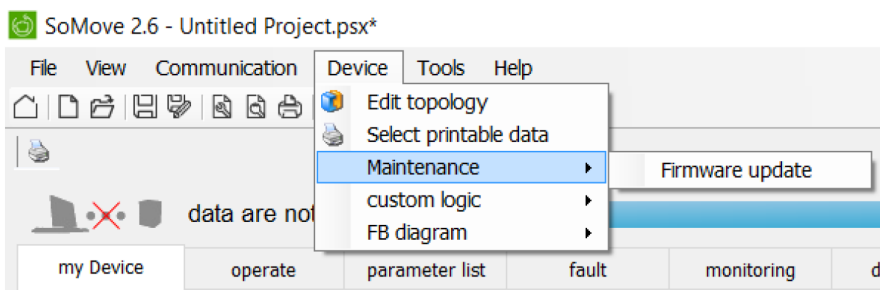 SoMove 2.6 - Untitled Project.psx*
File View Communication Device Tools Help
Edit topology
Select printable data
Maintenance
Firmware update
custom logic
data are not
FB diagram
my Device operate parameter list fault monitoring d